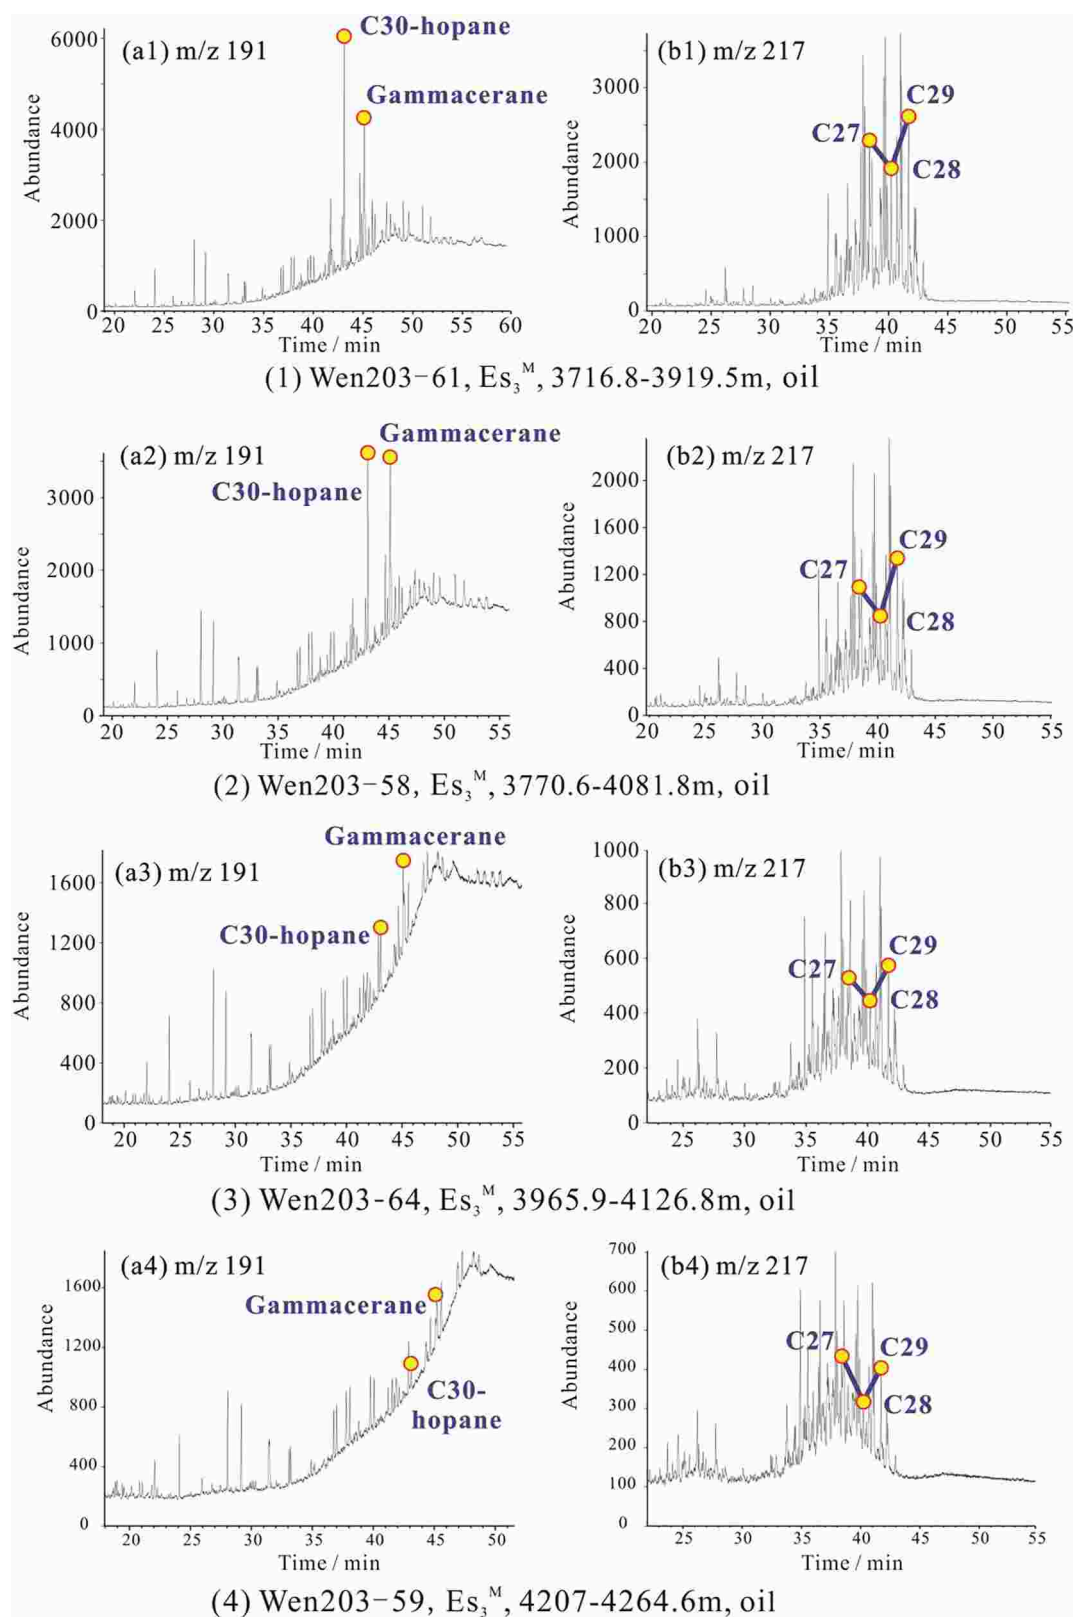 (a1) m/z 191
C30-hopane
Gammacerane
Abundance
6000
4000
2000
0
20 25 30 35 40 45 50 55 60
Time / min
(b1) m/z 217
C27
C29
C28
Abundance
3000
2000
1000
0
20 25 30 35 40 45 50 55
Time / min
(1) Wen203-61, Es₃ᴹ, 3716.8-3919.5m, oil
(a2) m/z 191
Gammacerane
C30-hopane
Abundance
3000
2000
1000
0
20 25 30 35 40 45 50 55
Time / min
(b2) m/z 217
C29
C27
C28
Abundance
2000
1600
1200
800
400
0
20 25 30 35 40 45 50 55
Time/ min
(2) Wen203-58, Es₃ᴹ, 3770.6-4081.8m, oil
Gammacerane
(a3) m/z 191
C30-hopane
Abundance
1600
1200
800
400
0
20 25 30 35 40 45 50 55
Time / min
(b3) m/z 217
C29
C27
C28
Abundance
1000
800
600
400
200
0
25 30 35 40 45 50 55
Time / min
(3) Wen203-64, Es₃ᴹ, 3965.9-4126.8m, oil
(a4) m/z 191
Gammacerane
C30-
hopane
Abundance
1600
1200
800
400
0
20 25 30 35 40 45 50
Time / min
(b4) m/z 217
C27
C29
C28
Abundance
700
600
500
400
300
200
100
0
25 30 35 40 45 50 55
Time / min
(4) Wen203-59, Es₃ᴹ, 4207-4264.6m, oil